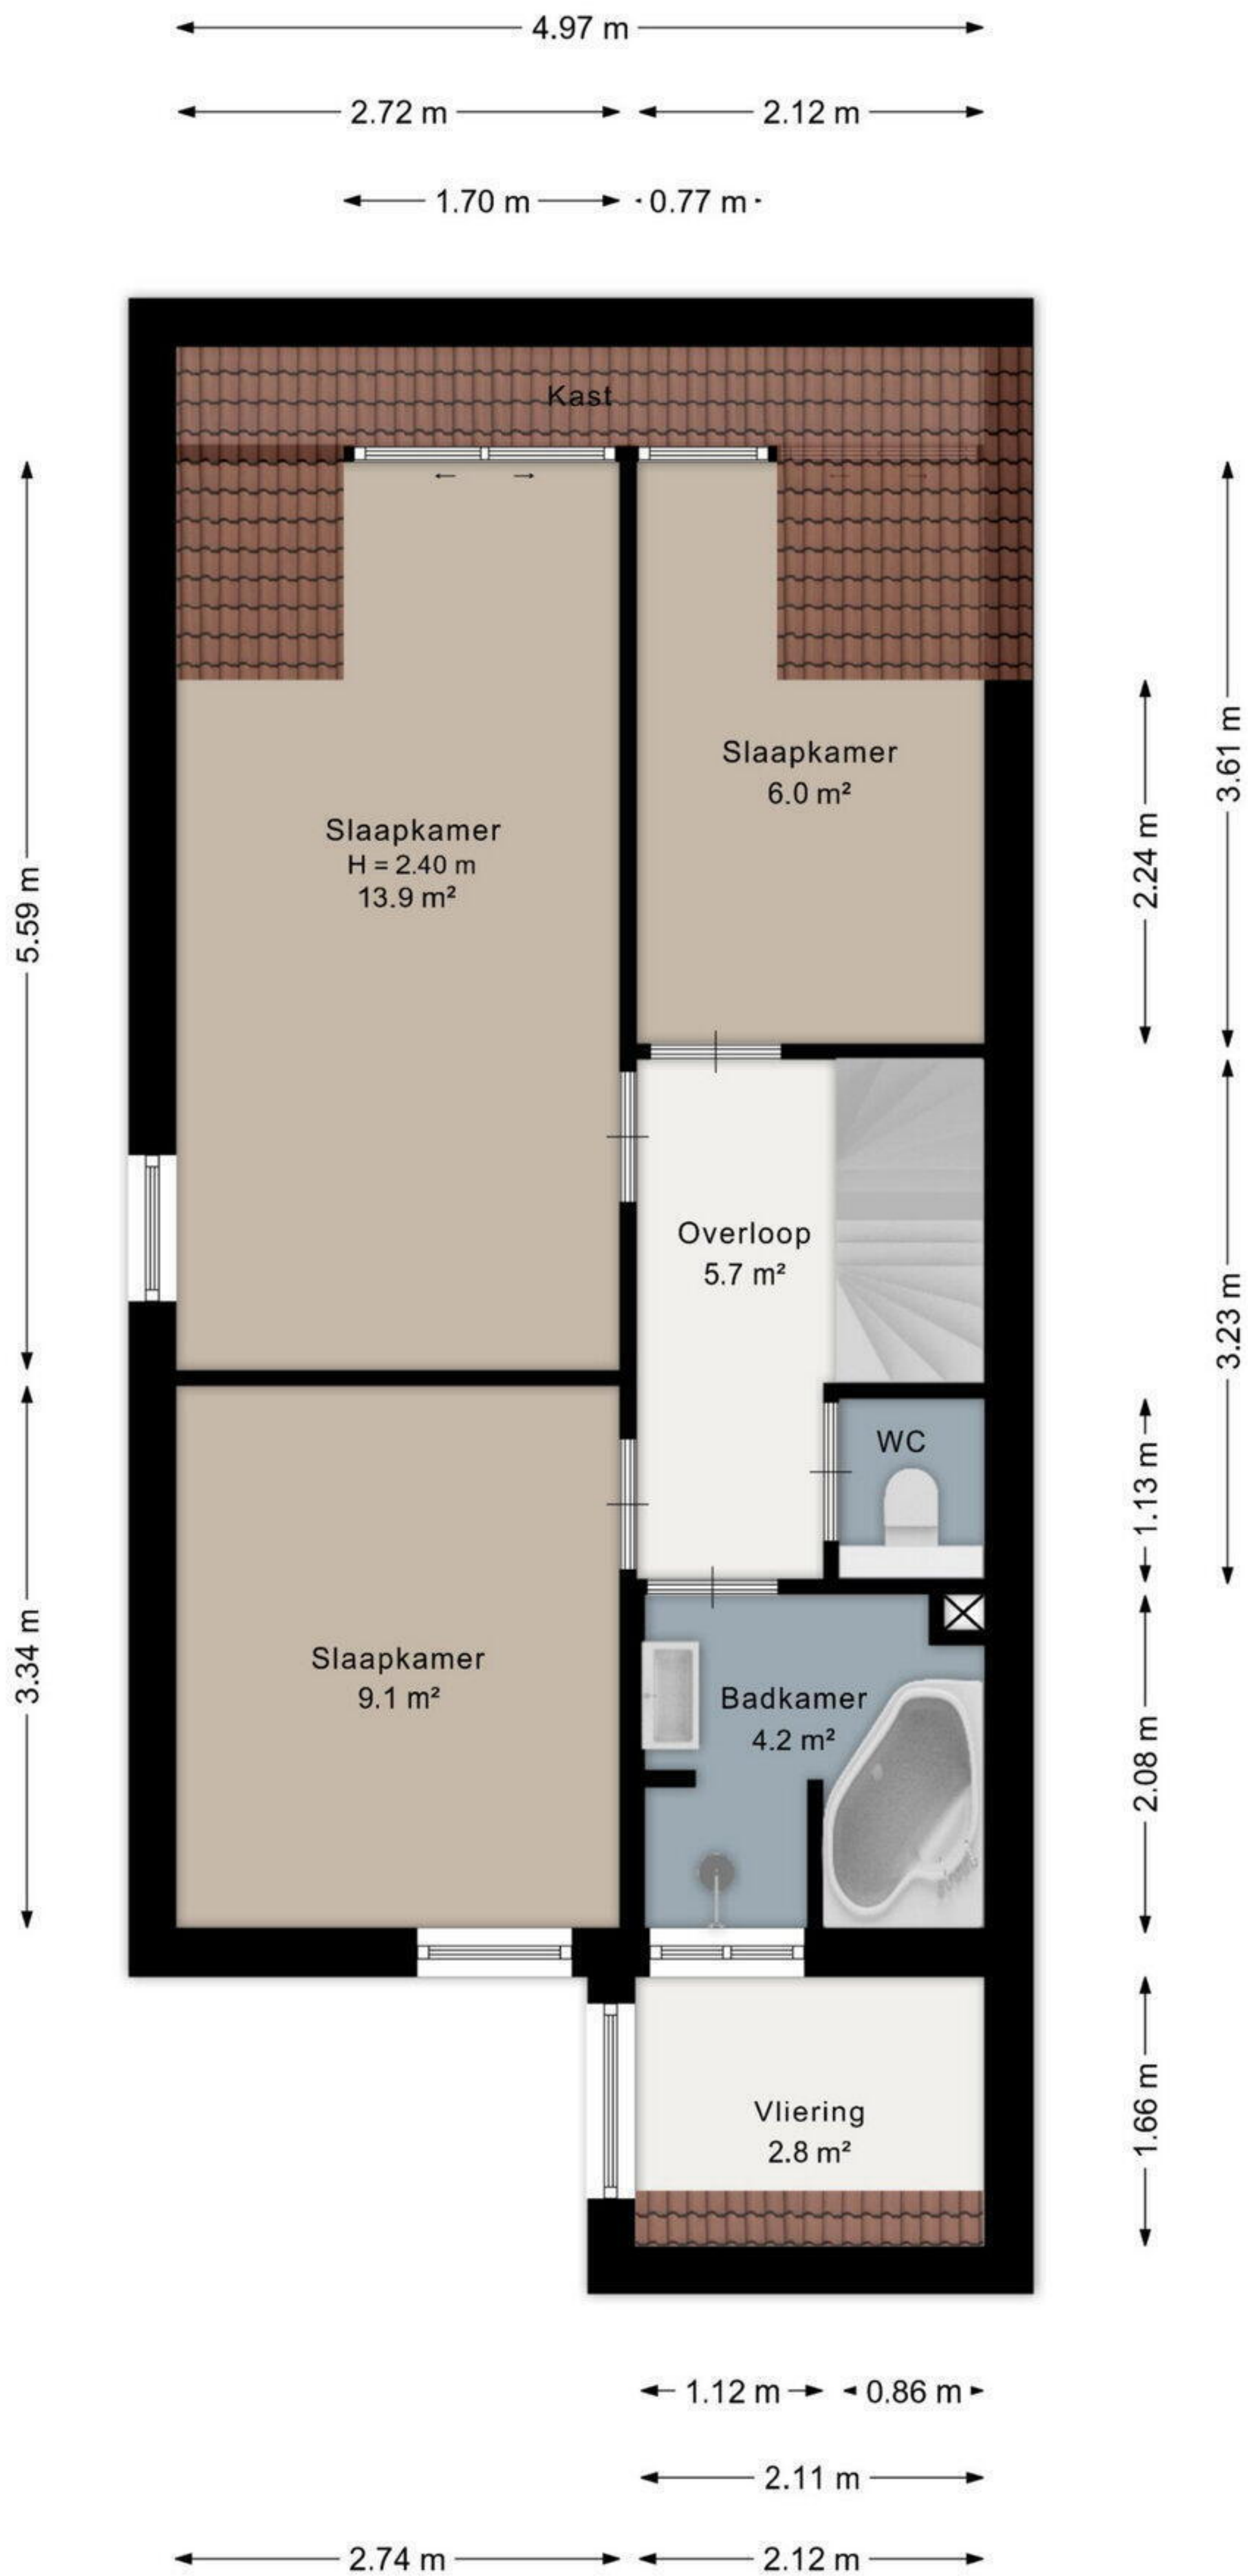 4.97 m
2.72 m 2.12 m
1.70 m 0.77 m
Kast
5.59 m
3.61 m
2.24 m
Slaapkamer
6.0 m²
Slaapkamer
H = 2.40 m
13.9 m²
Overloop
5.7 m²
3.23 m
WC
1.13 m
3.34 m
Slaapkamer
9.1 m²
Badkamer
4.2 m²
2.08 m
Vliering
2.8 m²
1.66 m
1.12 m 0.86 m
2.11 m
2.74 m 2.12 m